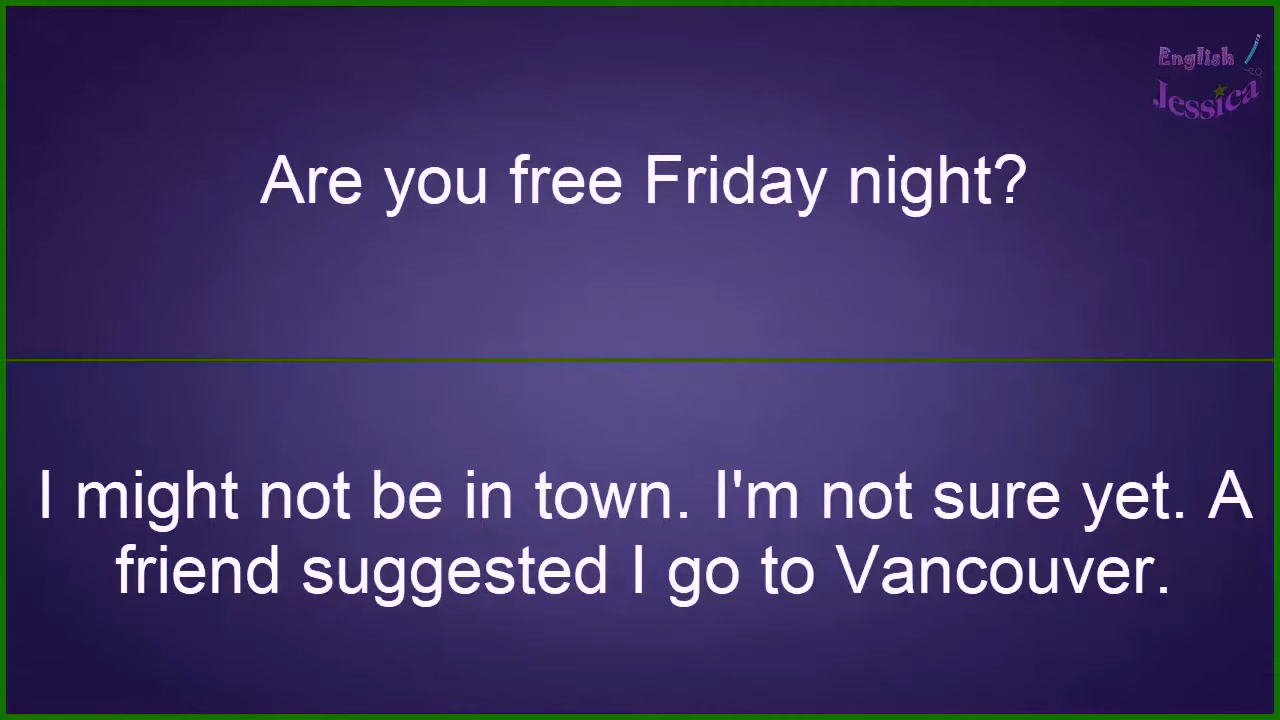 English
Jessica
Are you free Friday night?
I might not be in town. I'm not sure yet. A
friend suggested I go to Vancouver.